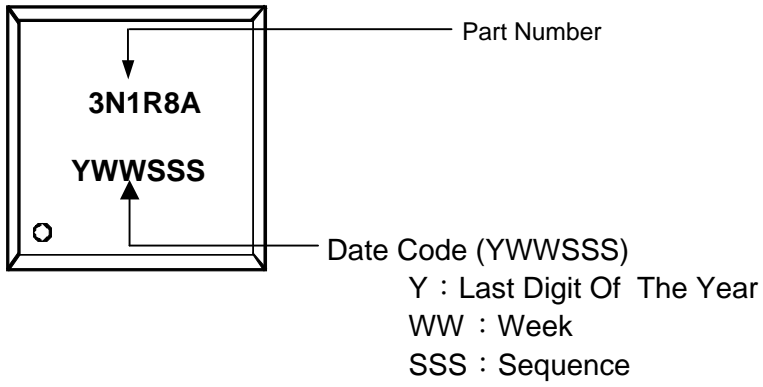 Part Number
3N1R8A
YWWSSS
Date Code (YWWSSS)
Y：Last Digit Of The Year
WW：Week
SSS：Sequence